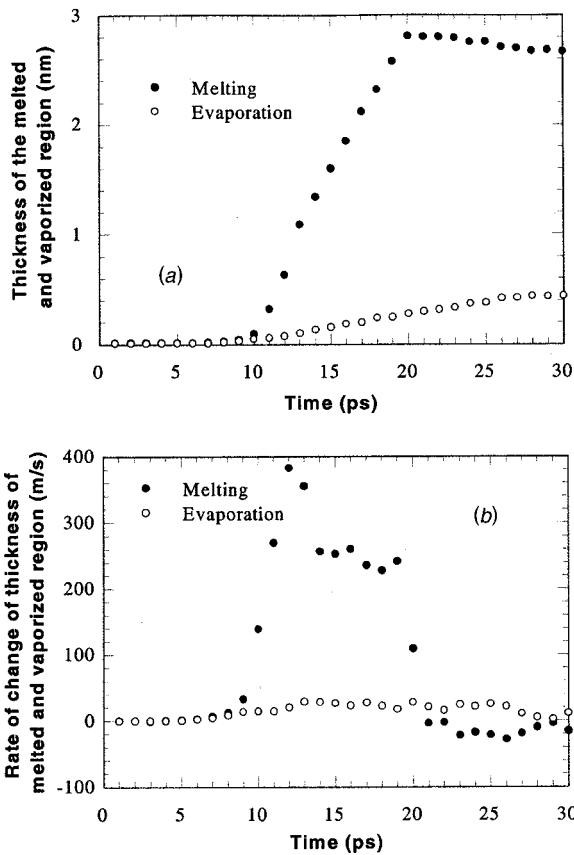 Thickness of the melted
and vaporized region (nm)
3
2
1
0
Melting
Evaporation
(a)
0 5 10 15 20 25 30
Time (ps)
Rate of change of thickness of
melted and vaporized region (m/s)
400
300
200
100
0
-100
Melting
Evaporation
(b)
0 5 10 15 20 25 30
Time (ps)